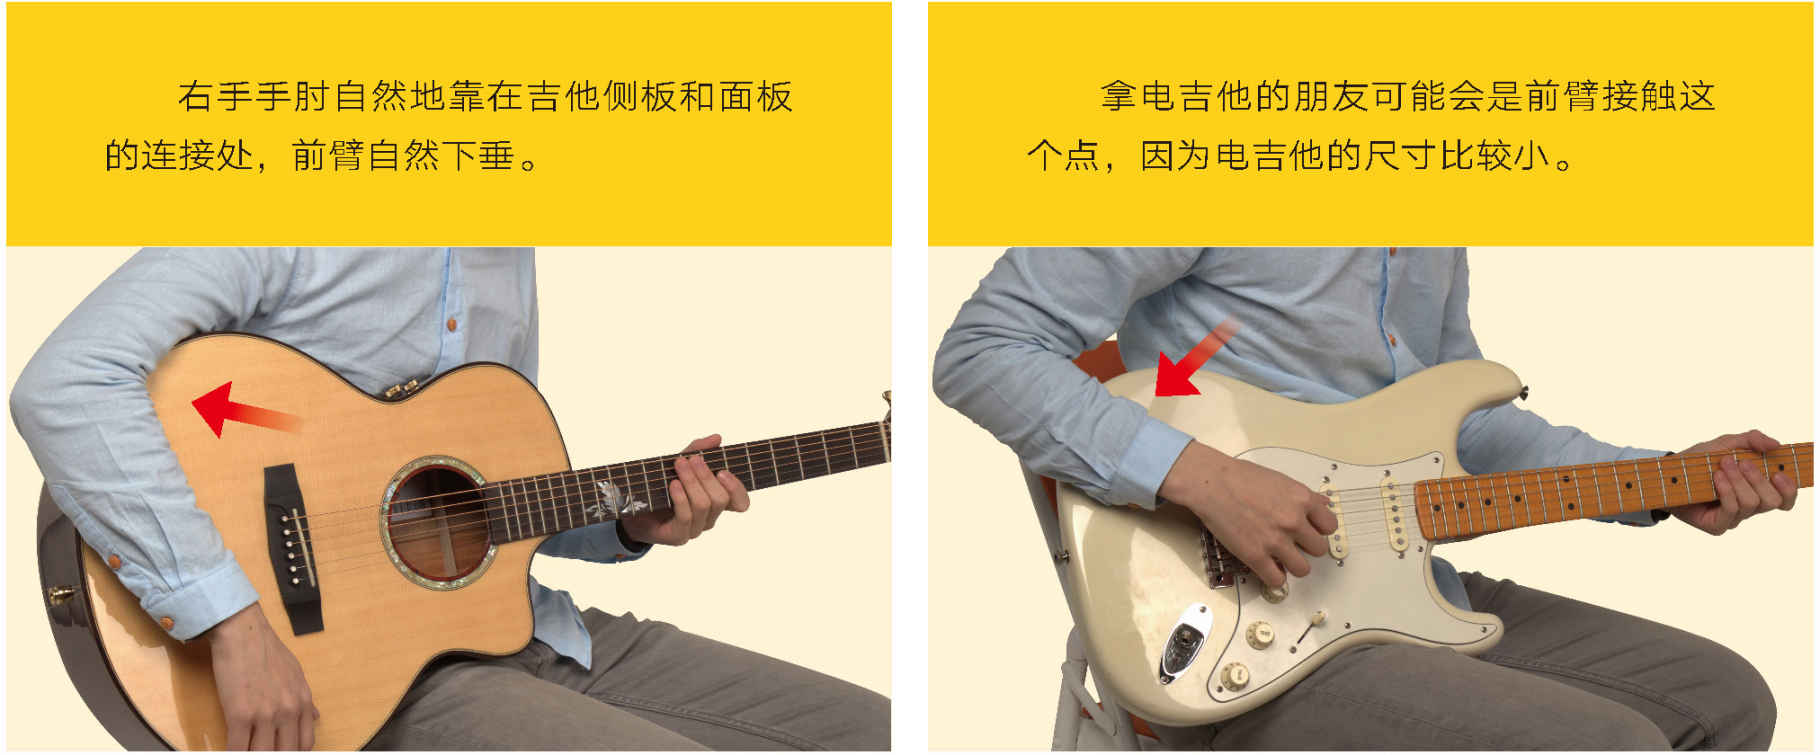 右手手肘自然地靠在吉他侧板和面板
的连接处，前臂自然下垂。
拿电吉他的朋友可能会是前臂接触这
个点，因为电吉他的尺寸比较小。